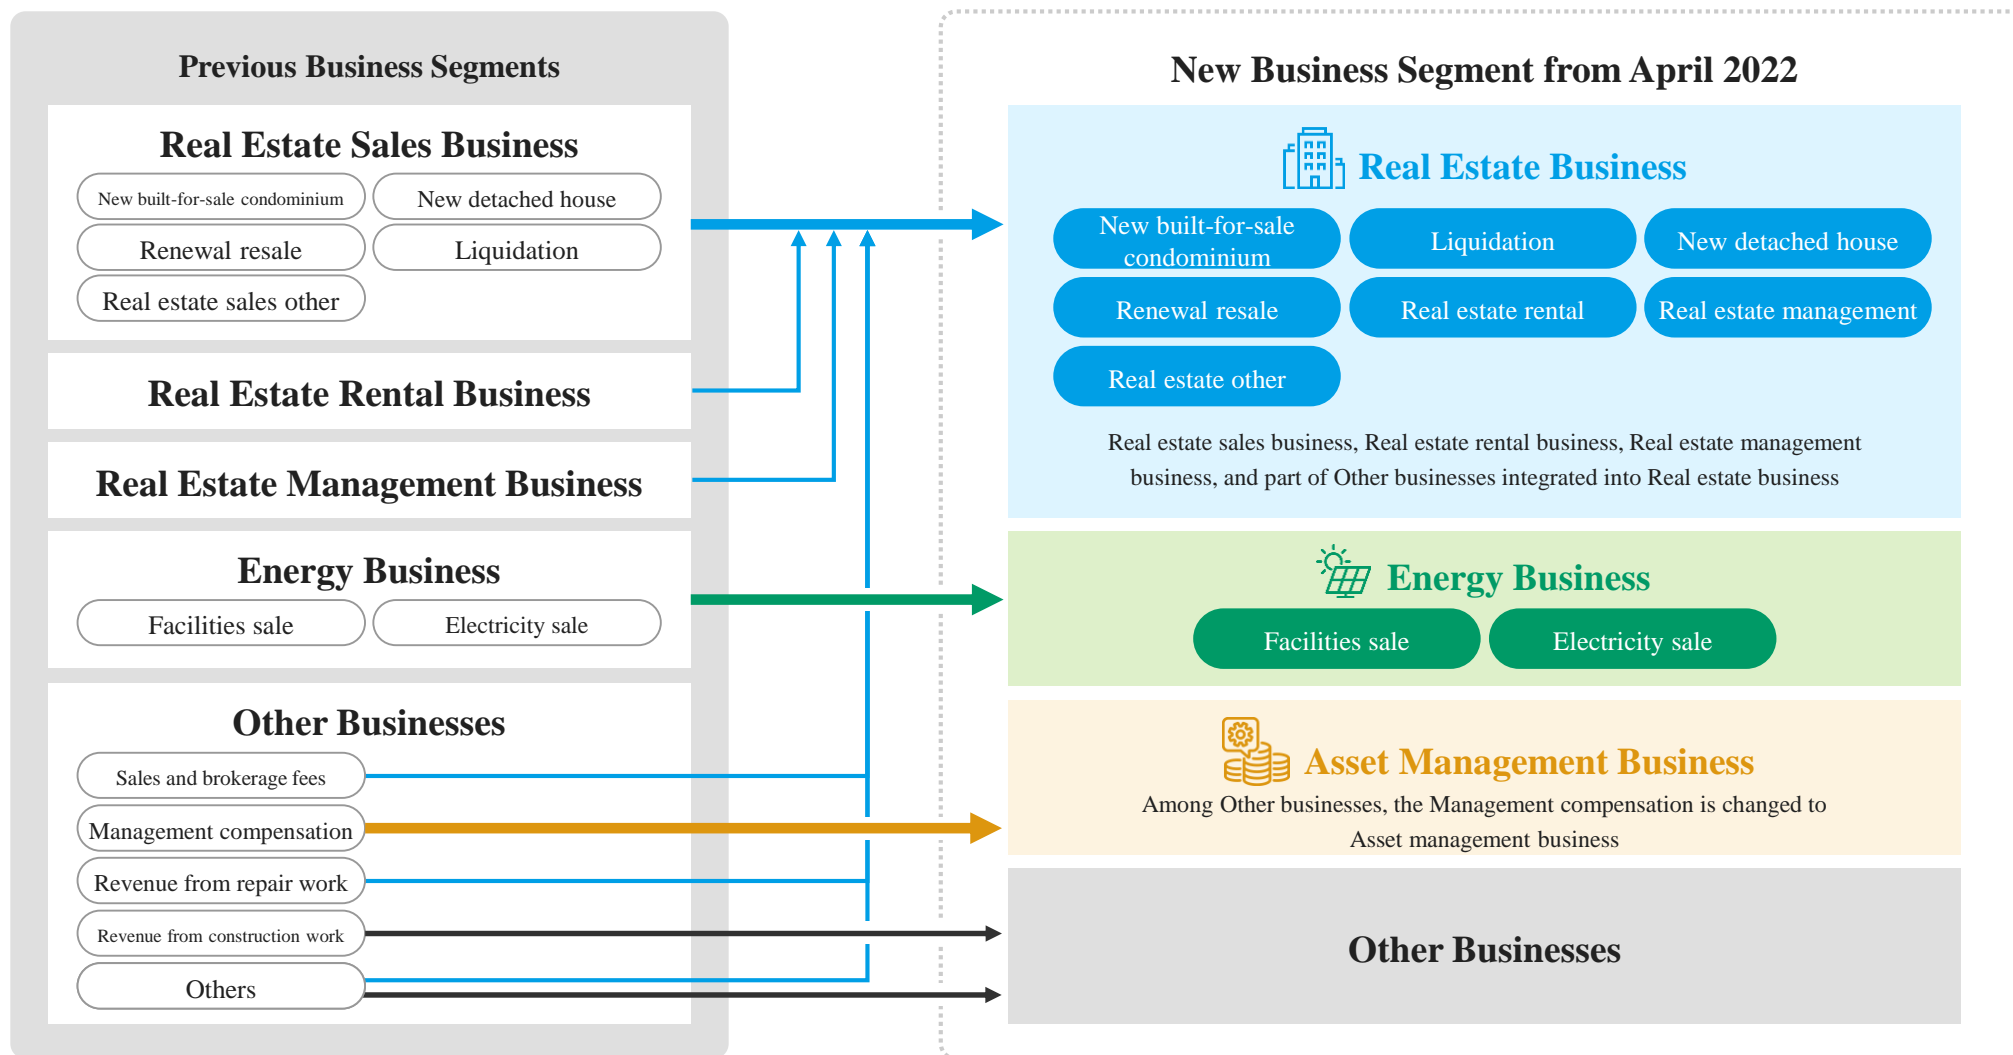 Previous Business Segments
Real Estate Sales Business
New built-for-sale condominium
New detached house
Renewal resale
Liquidation
Real estate sales other
Real Estate Rental Business
Real Estate Management Business
Energy Business
Facilities sale
Electricity sale
Other Businesses
Sales and brokerage fees
Management compensation
Revenue from repair work
Revenue from construction work
Others
New Business Segment from April 2022
Real Estate Business
New built-for-sale
condominium
Liquidation
New detached house
Renewal resale
Real estate rental
Real estate management
Real estate other
Real estate sales business, Real estate rental business, Real estate management
business, and part of Other businesses integrated into Real estate business
Energy Business
Facilities sale
Electricity sale
Asset Management Business
Among Other businesses, the Management compensation is changed to
Asset management business
Other Businesses